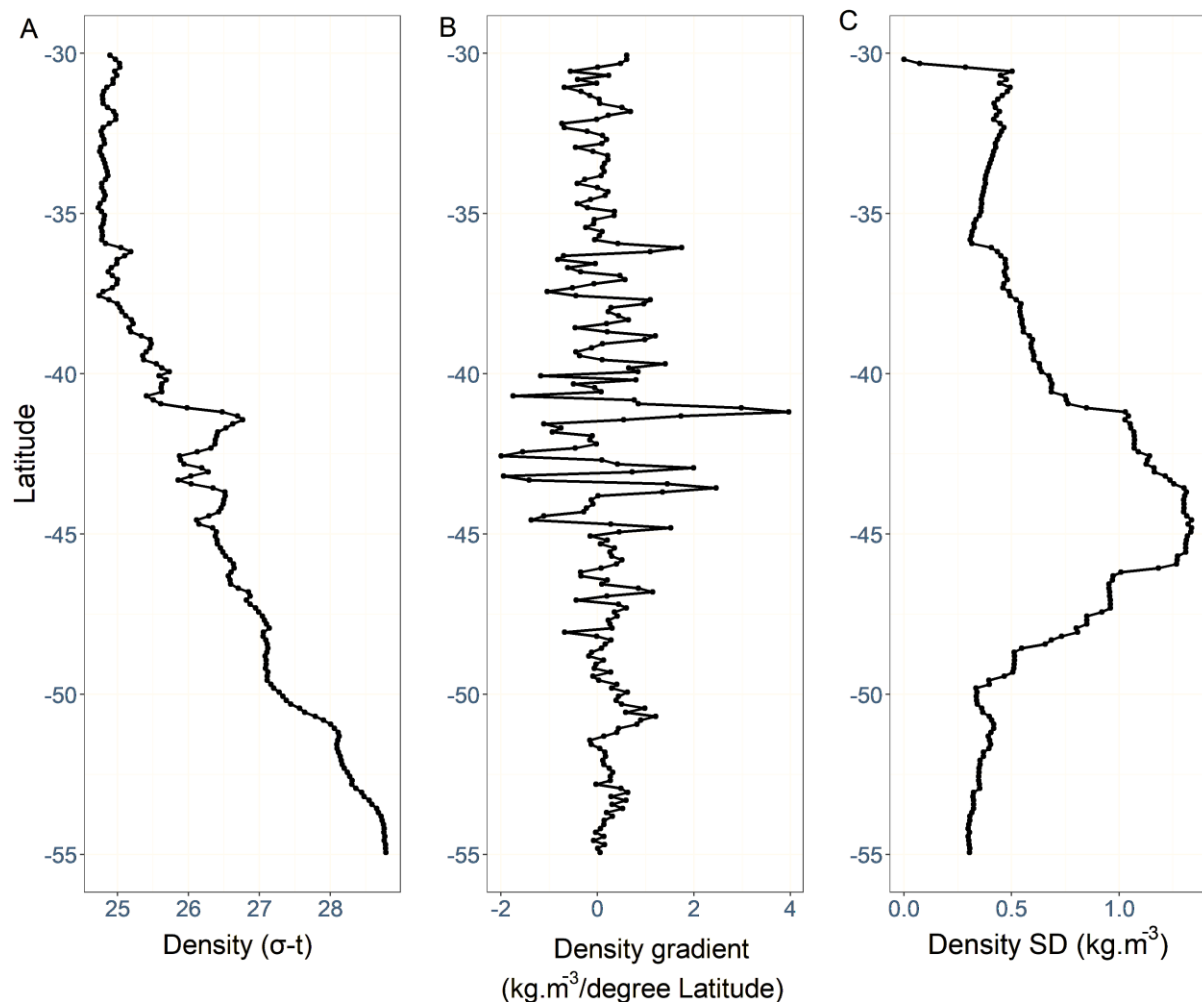 A
B
C
Latitude
-30
-35
-40
-45
-50
-55
25 26 27 28
Density (σ-t)
-30
-35
-40
-45
-50
-55
-2 0 2 4
Density gradient
(kg.m⁻³/degree Latitude)
-30
-35
-40
-45
-50
-55
0.0 0.5 1.0
Density SD (kg.m⁻³)